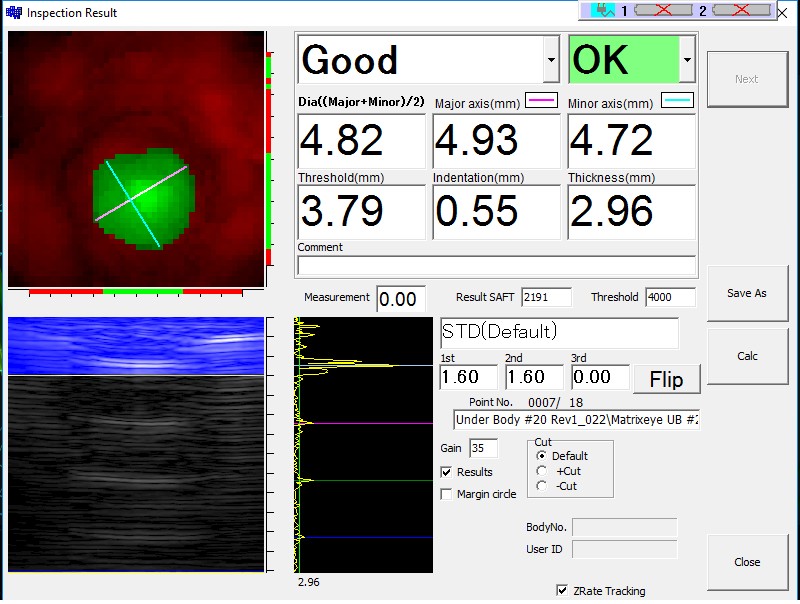 Inspection Result
1 2
Good OK
Next
Dia((Major+Minor)/2) Major axis(mm) Minor axis(mm)
4.82 4.93 4.72
Threshold(mm) Indentation(mm) Thickness(mm)
3.79 0.55 2.96
Comment
Measurement 0.00 Result SAFT 2191 Threshold 4000
Save As
STD(Default)
Calc
1st 2nd 3rd
1.60 1.60 0.00 Flip
Point No. 0007/ 18
Under Body #20 Rev1_022\Matrixeye UB #2
Gain 35
Cut
Default
Results +Cut
Margin circle -Cut
BodyNo.
User ID
Close
2.96
ZRate Tracking